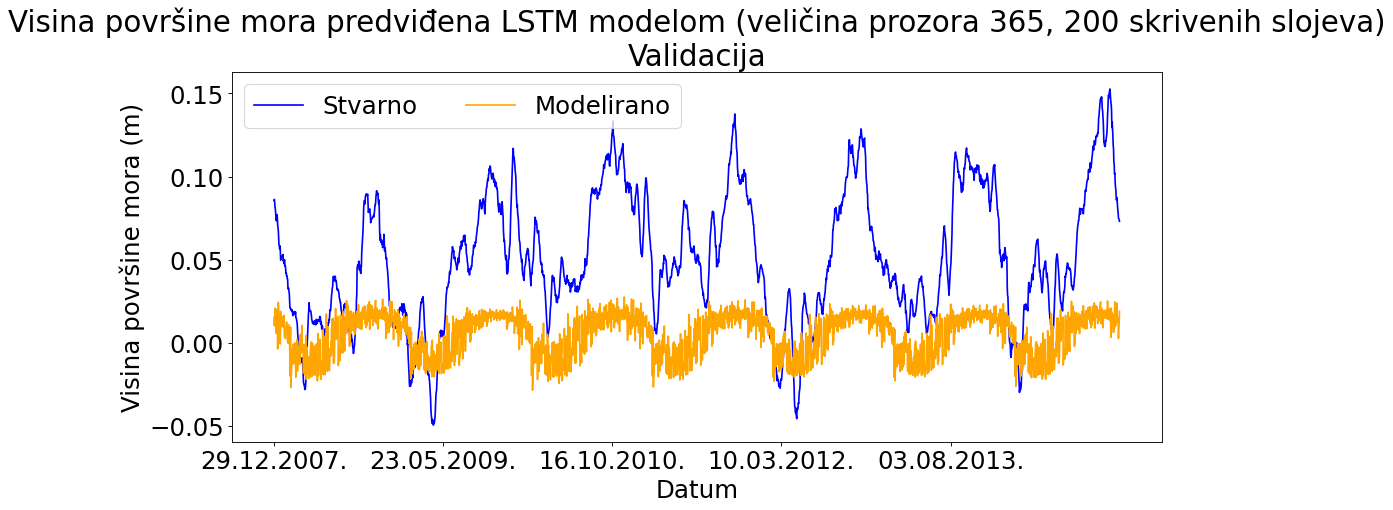 Visina površine mora predviđena LSTM modelom (veličina prozora 365, 200 skrivenih slojeva)
Validacija
Stvarno Modelirano
Visina površine mora (m)
0.15
0.10
0.05
0.00
−0.05
29.12.2007. 23.05.2009. 16.10.2010. 10.03.2012. 03.08.2013.
Datum